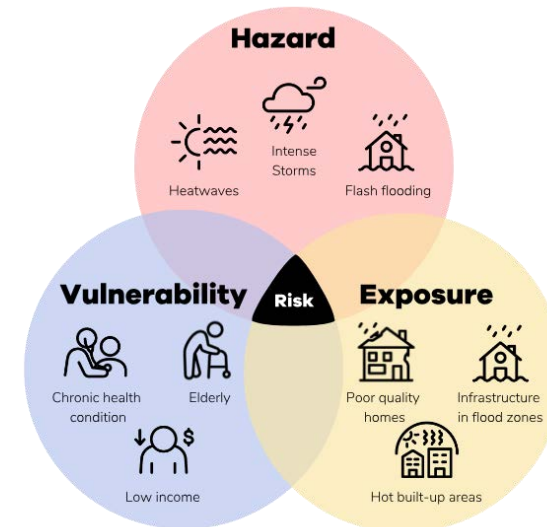 Hazard
Intense
Storms
Heatwaves
Flash flooding
Vulnerability
Risk
Exposure
Chronic health
condition
Elderly
Poor quality
homes
Infrastructure
in flood zones
$
Low income
Hot built-up areas